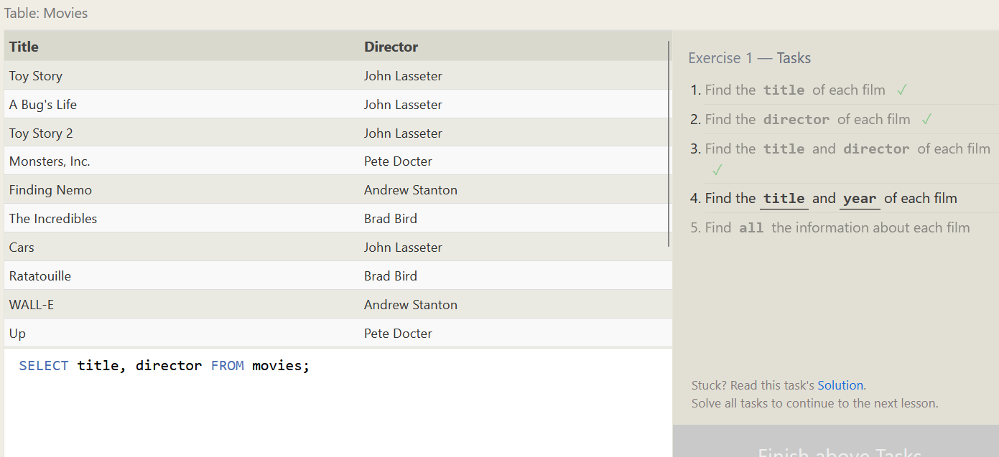 Table: Movies
Title Director
Toy Story John Lasseter
A Bug's Life John Lasseter
Toy Story 2 John Lasseter
Monsters, Inc. Pete Docter
Finding Nemo Andrew Stanton
The Incredibles Brad Bird
Cars John Lasseter
Ratatouille Brad Bird
WALL-E Andrew Stanton
Up Pete Docter
SELECT title, director FROM movies;
Exercise 1 — Tasks
1. Find the title of each film ✓
2. Find the director of each film ✓
3. Find the title and director of each film
✓
4. Find the title and year of each film
5. Find all the information about each film
Stuck? Read this task's Solution.
Solve all tasks to continue to the next lesson.
Finish above Tasks